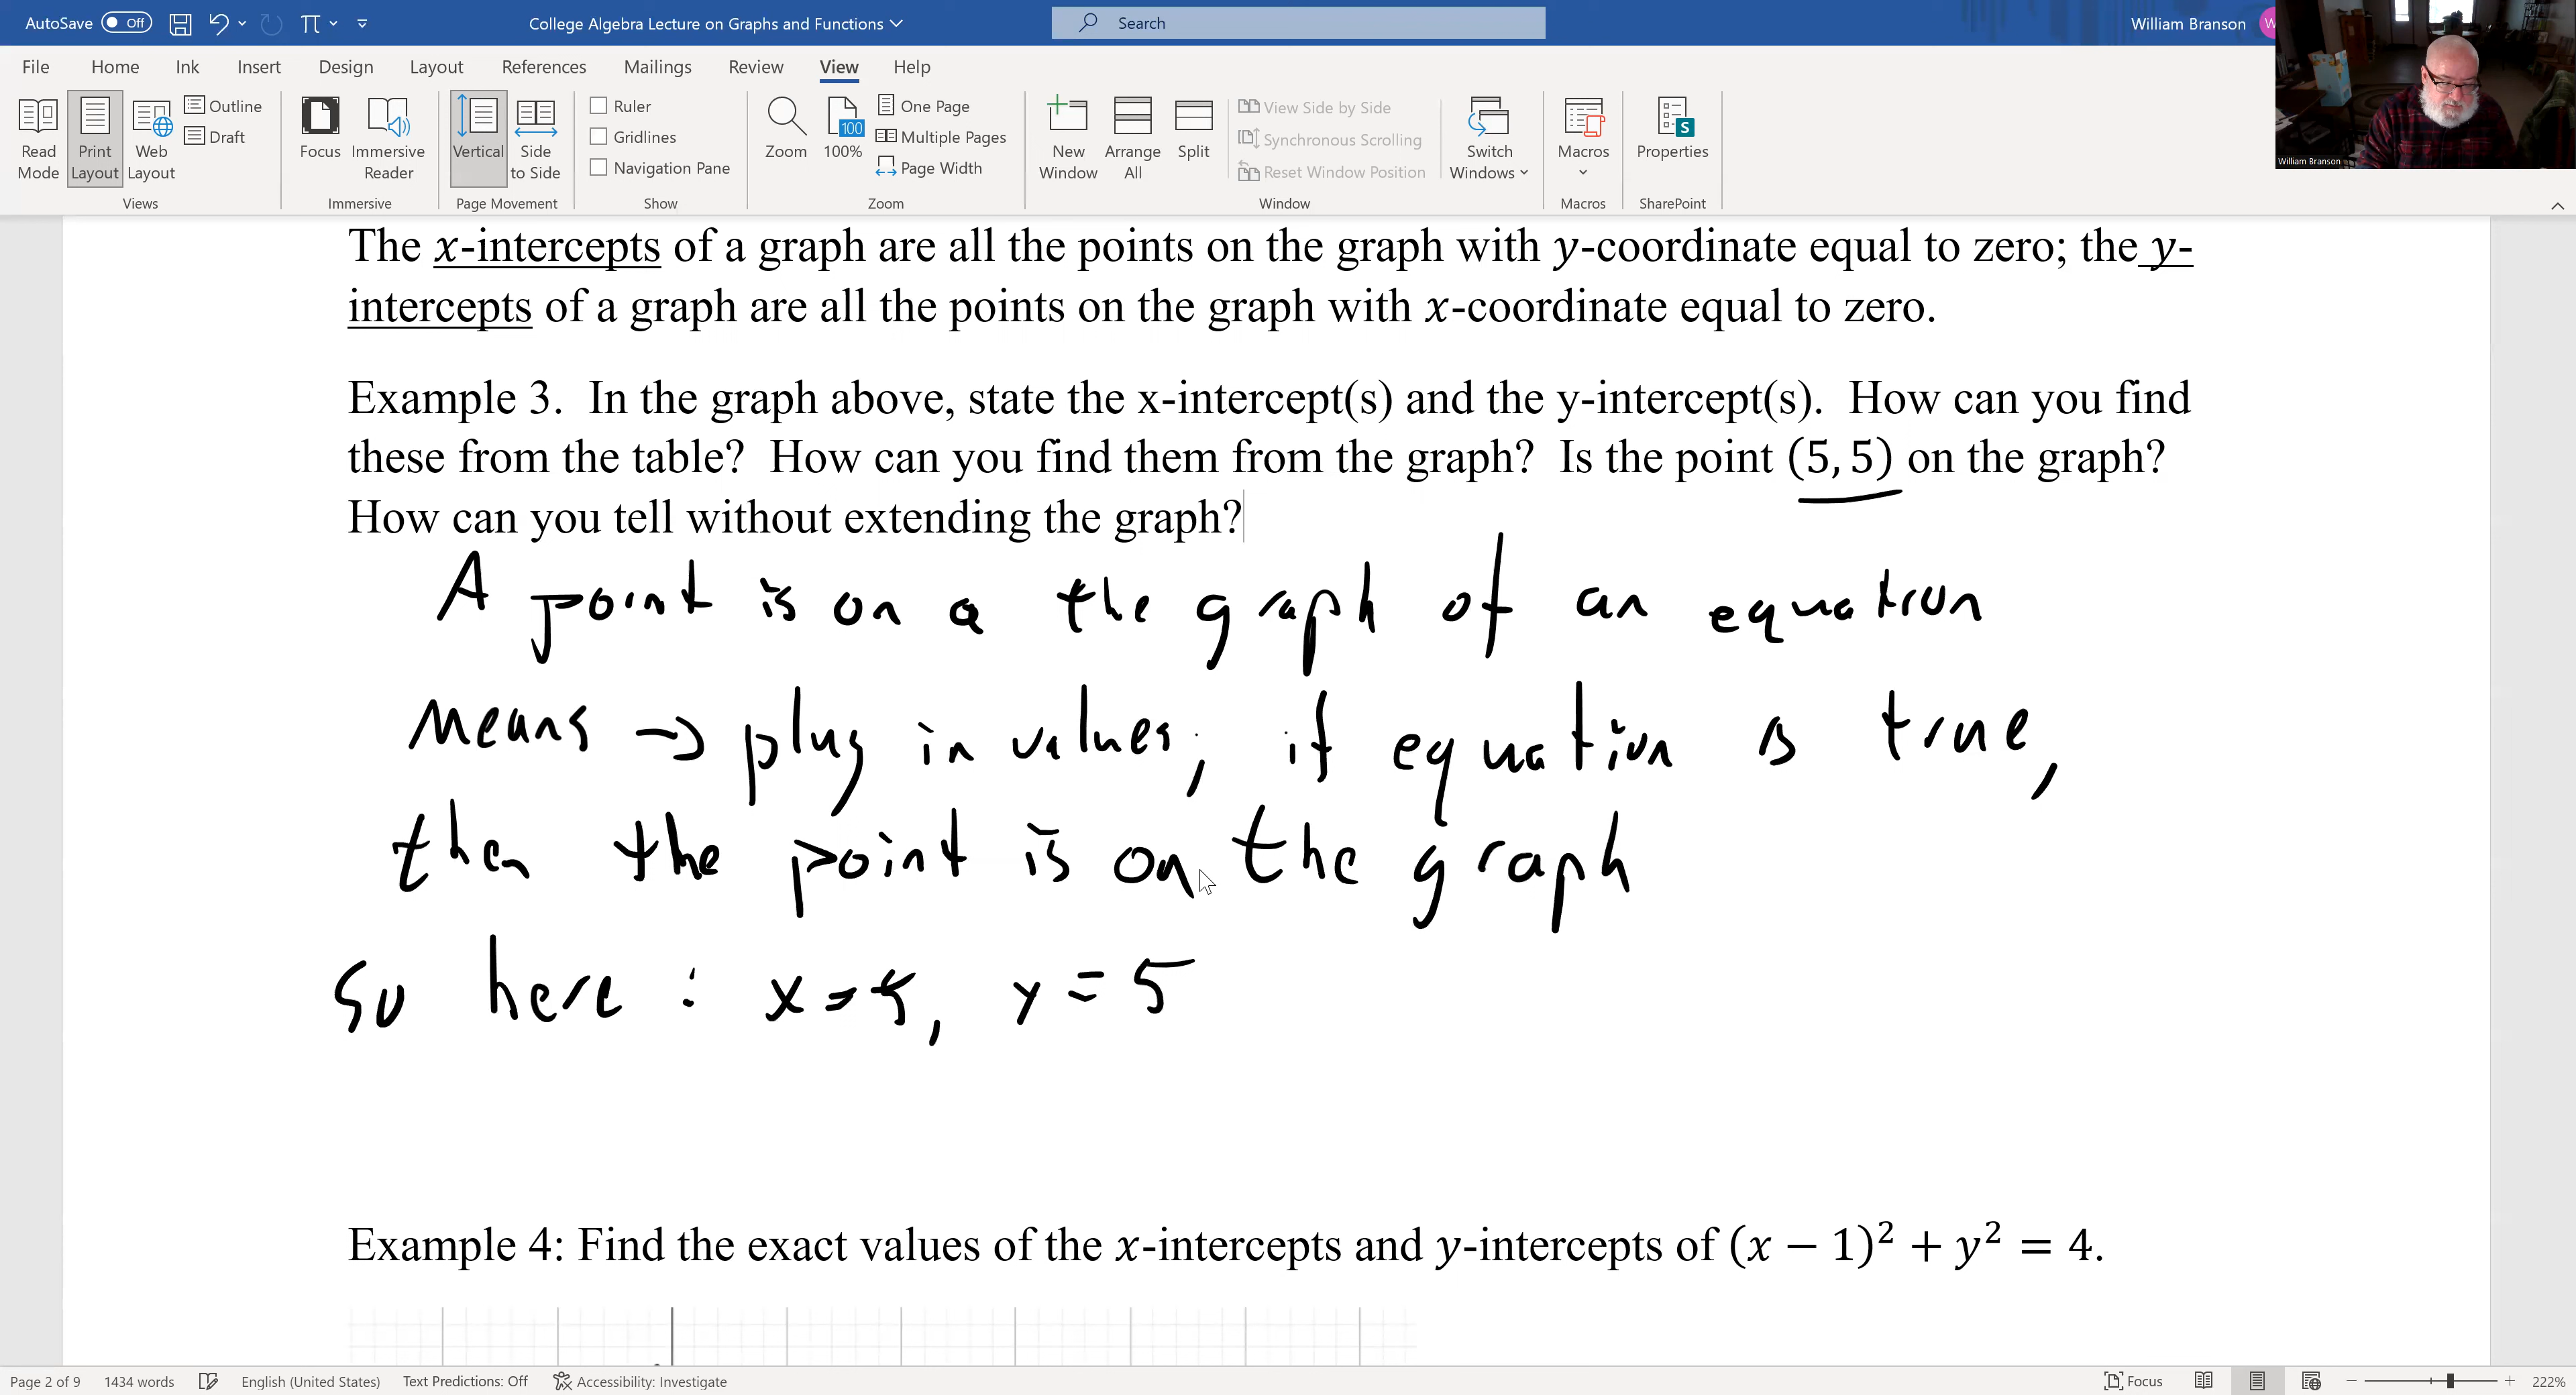 AutoSave Off College Algebra Lecture on Graphs and Functions Search William Branson W
File Home Ink Insert Design Layout References Mailings Review View Help
Read Mode
Print Layout
Web Layout
Outline
Draft
Views
Focus
Immersive Reader
Immersive
Vertical
Side to Side
Page Movement
Ruler
Gridlines
Navigation Pane
Show
Zoom
100
100%
One Page
Multiple Pages
Page Width
Zoom
New Window
Arrange All
Split
View Side by Side
Synchronous Scrolling
Reset Window Position
Window
Switch Windows
Macros
Macros
S
Properties
SharePoint
William Branson
The x-intercepts of a graph are all the points on the graph with y-coordinate equal to zero; the y-
intercepts of a graph are all the points on the graph with x-coordinate equal to zero.
Example 3. In the graph above, state the x-intercept(s) and the y-intercept(s). How can you find
these from the table? How can you find them from the graph? Is the point (5, 5) on the graph?
How can you tell without extending the graph?
A point is on a the graph of an equation
means → plug in values; if equation is true,
then the point is on the graph
So here : x = 5, y = 5
Example 4: Find the exact values of the x-intercepts and y-intercepts of (x − 1)² + y² = 4.
Page 2 of 9 1434 words English (United States) Text Predictions: Off Accessibility: Investigate Focus 222%